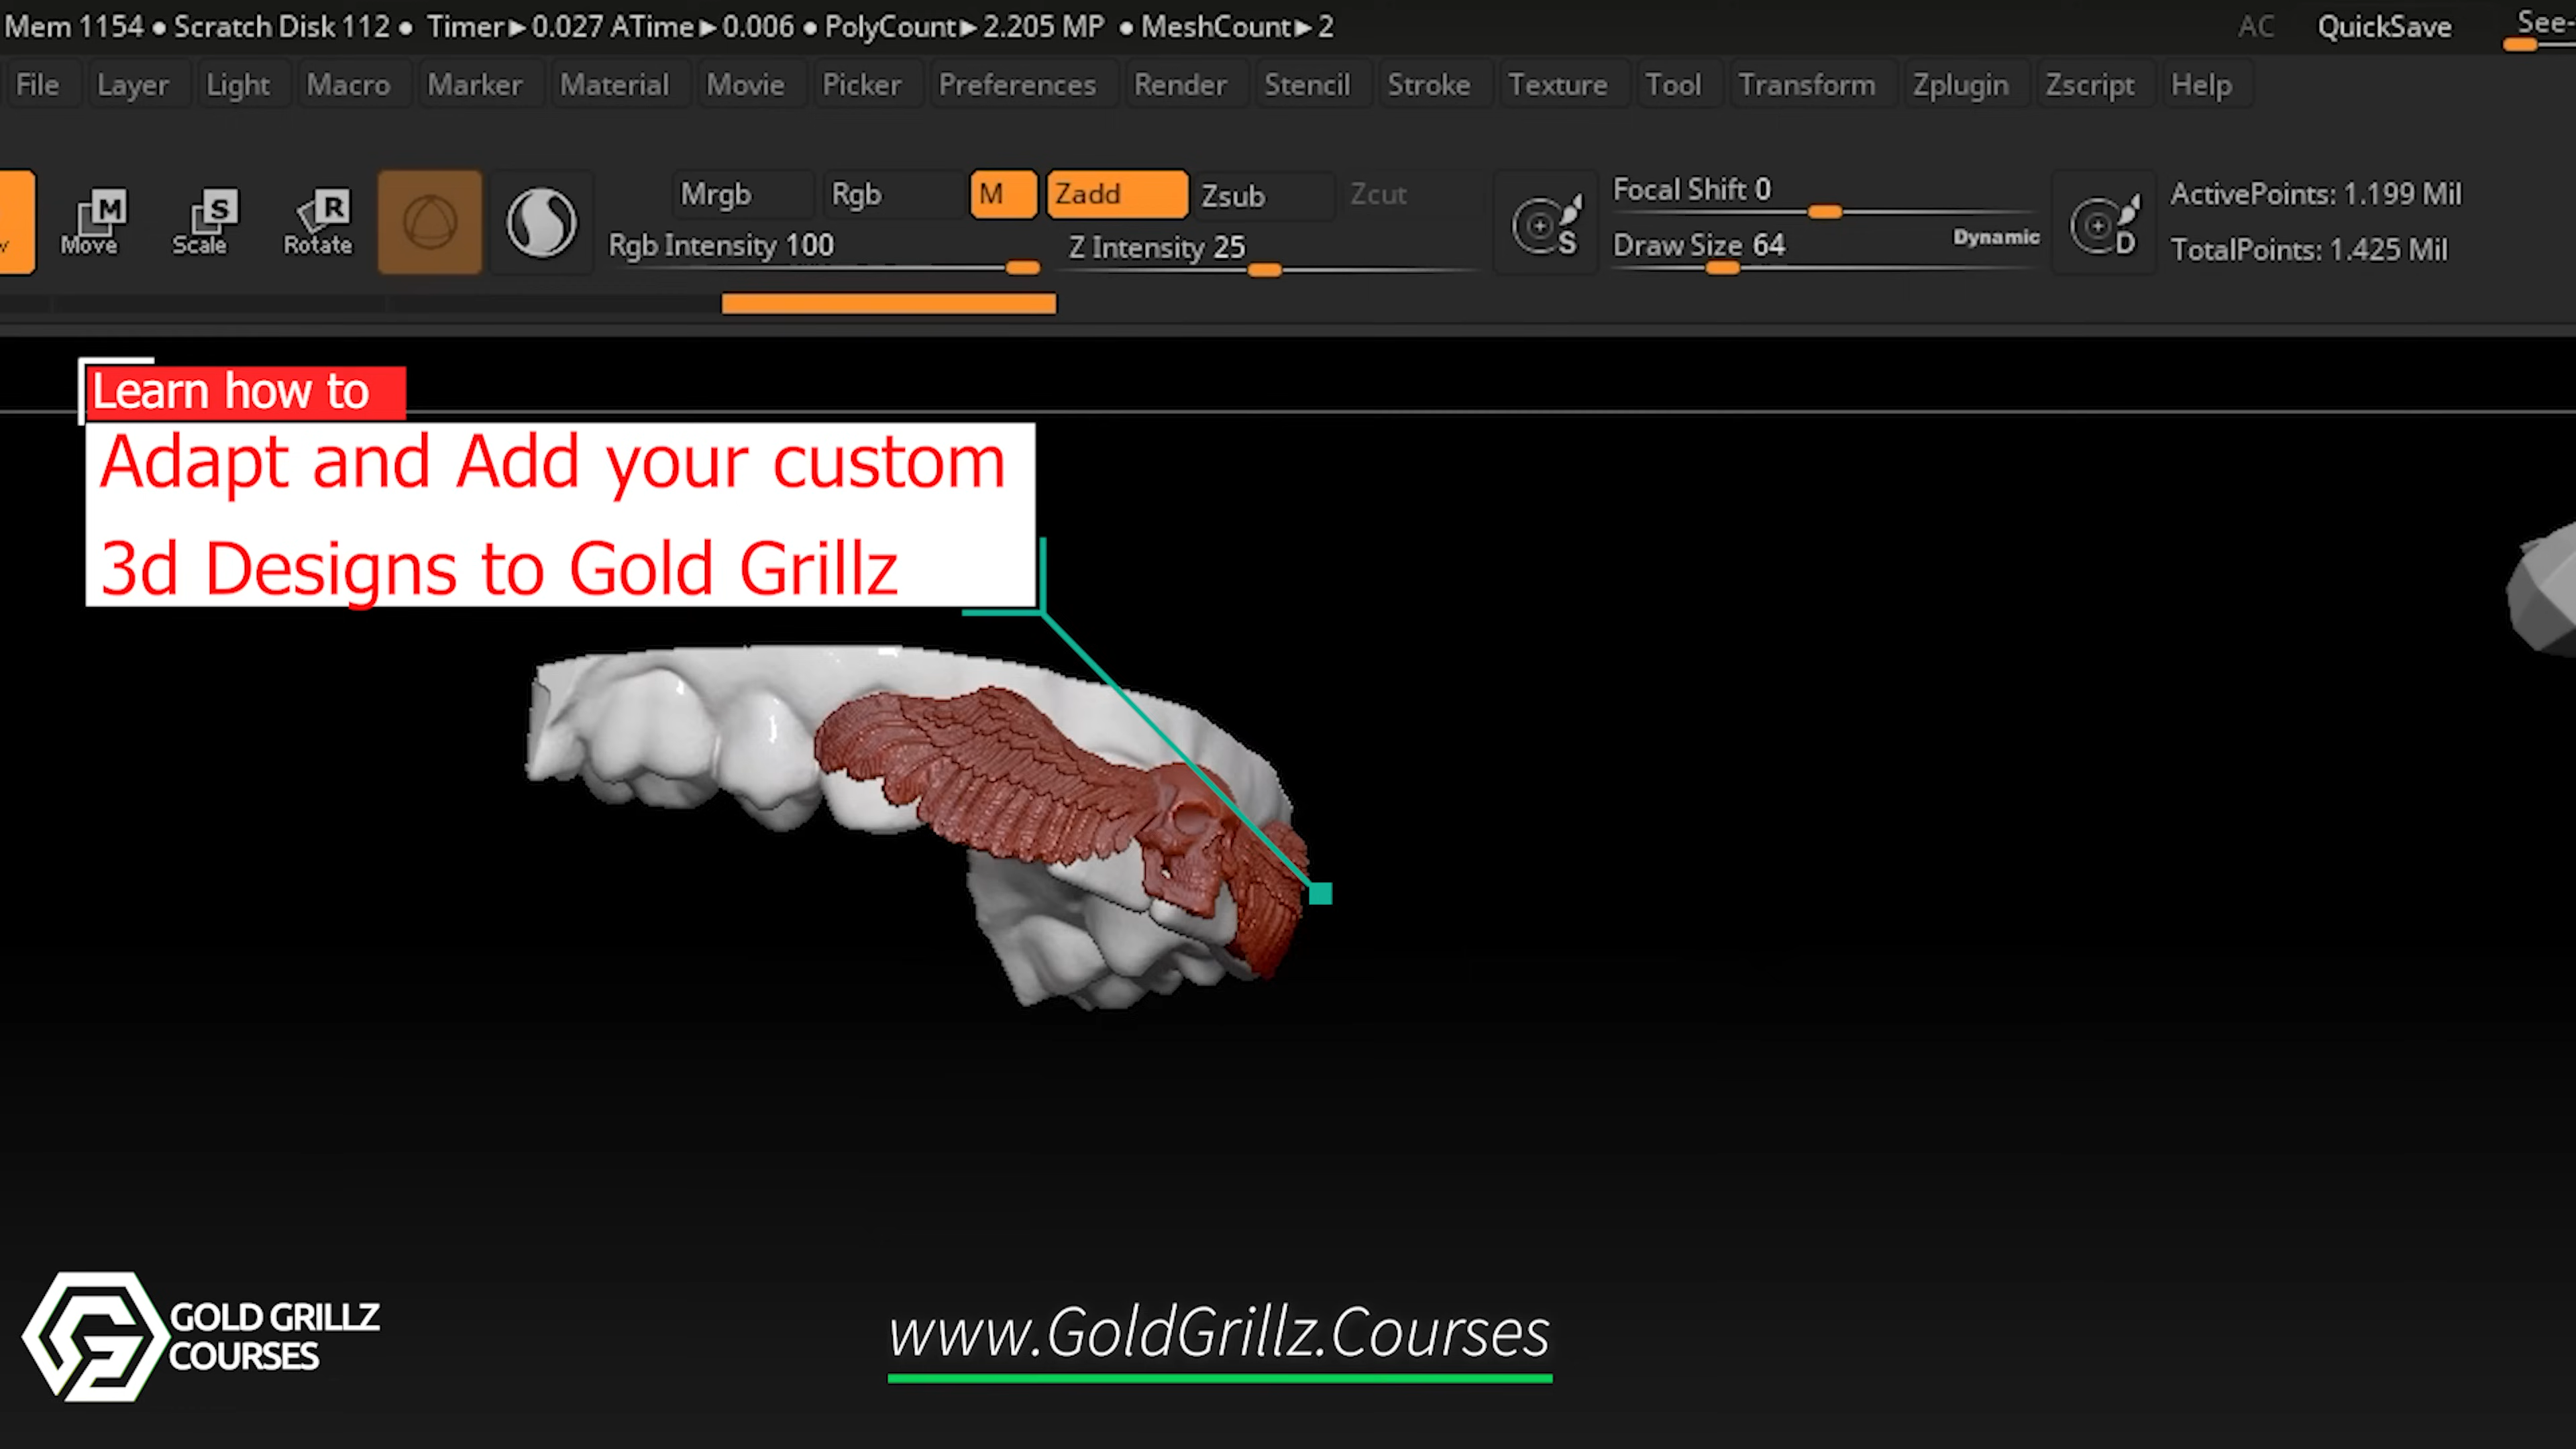 Mem 1154 ● Scratch Disk 112 ● Timer▶0.027 ATime▶0.006 ● PolyCount▶2.205 MP ● MeshCount▶2 AC QuickSave See-
File Layer Light Macro Marker Material Movie Picker Preferences Render Stencil Stroke Texture Tool Transform Zplugin Zscript Help
Mrgb Rgb M Zadd Zsub Zcut Focal Shift 0 ActivePoints: 1.199 Mil
M S R
Move Scale Rotate Rgb Intensity 100 Z Intensity 25 S Draw Size 64 Dynamic D TotalPoints: 1.425 Mil
Learn how to
Adapt and Add your custom
3d Designs to Gold Grillz
GOLD GRILLZ
COURSES
www.GoldGrillz.Courses